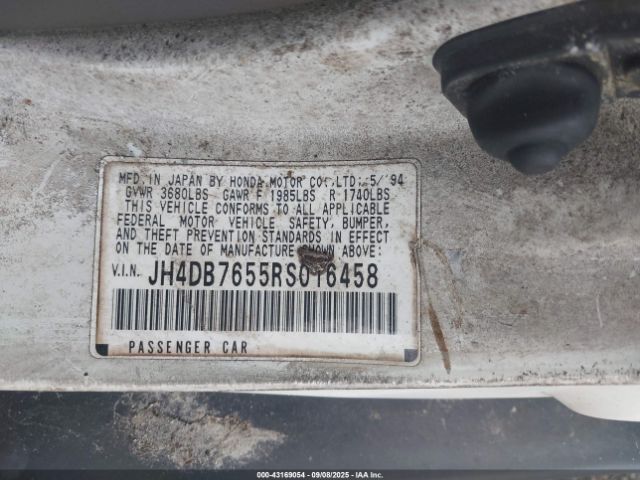 MFD. IN JAPAN BY HONDA MOTOR CO., LTD. 5/ 94
GVWR 3680LBS GAWR F 1985LBS R 1740LBS
THIS VEHICLE CONFORMS TO ALL APPLICABLE
FEDERAL MOTOR VEHICLE SAFETY, BUMPER,
AND THEFT PREVENTION STANDARDS IN EFFECT
ON THE DATE OF MANUFACTURE SHOWN ABOVE:
V.I.N. JH4DB7655RS016458
PASSENGER CAR
000-43169054 - 09/08/2025 - IAA Inc.